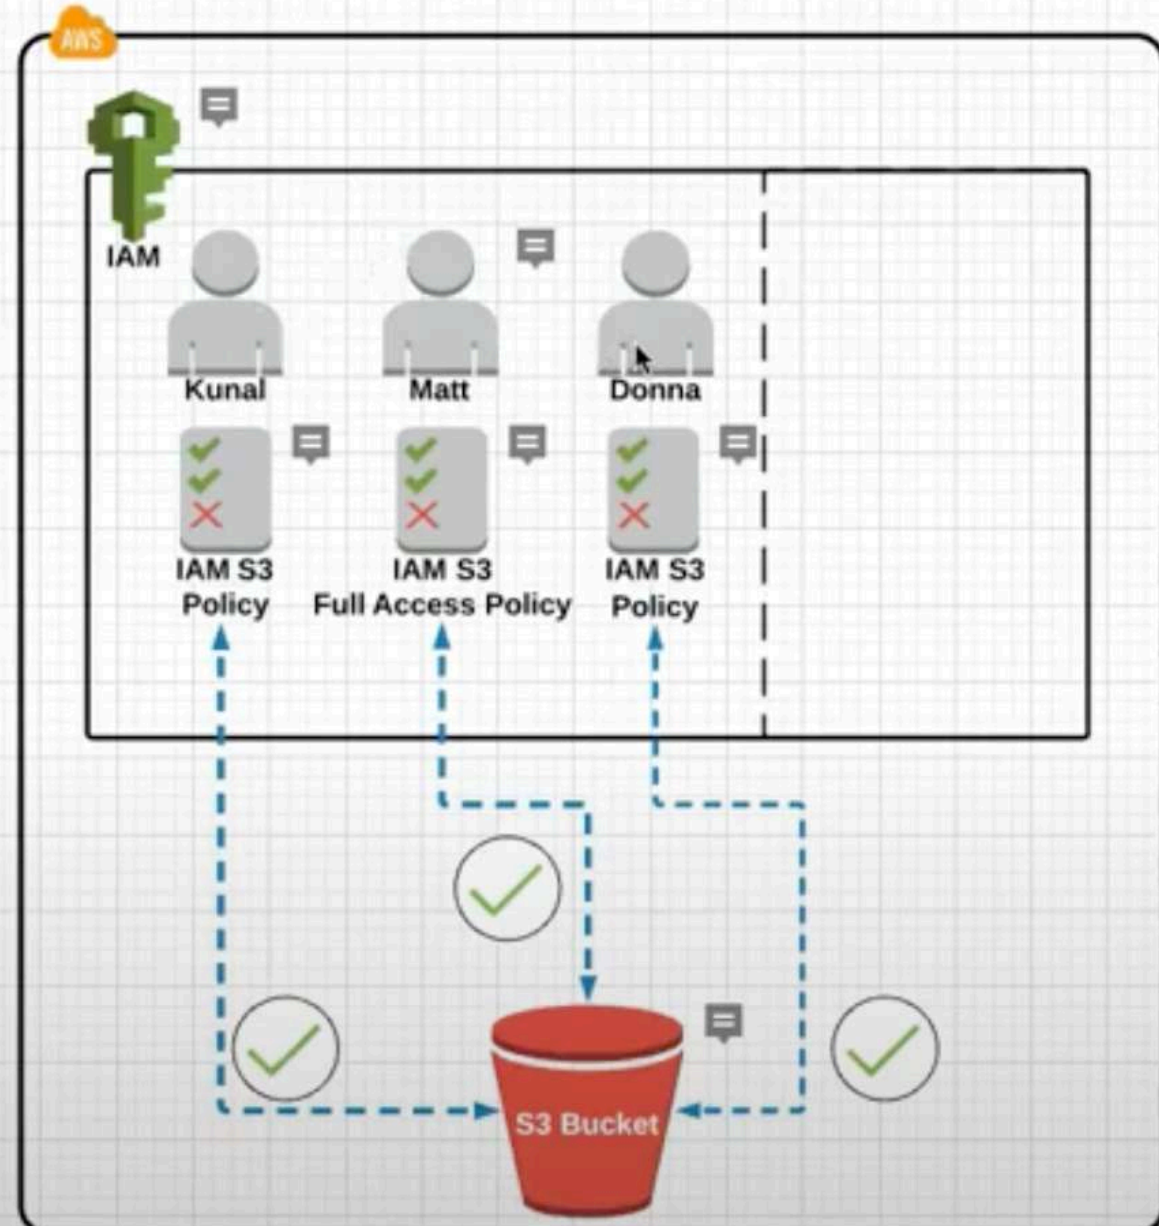 AWS
IAM
Kunal
Matt
Donna
IAM S3
Policy
IAM S3
Full Access Policy
IAM S3
Policy
S3 Bucket